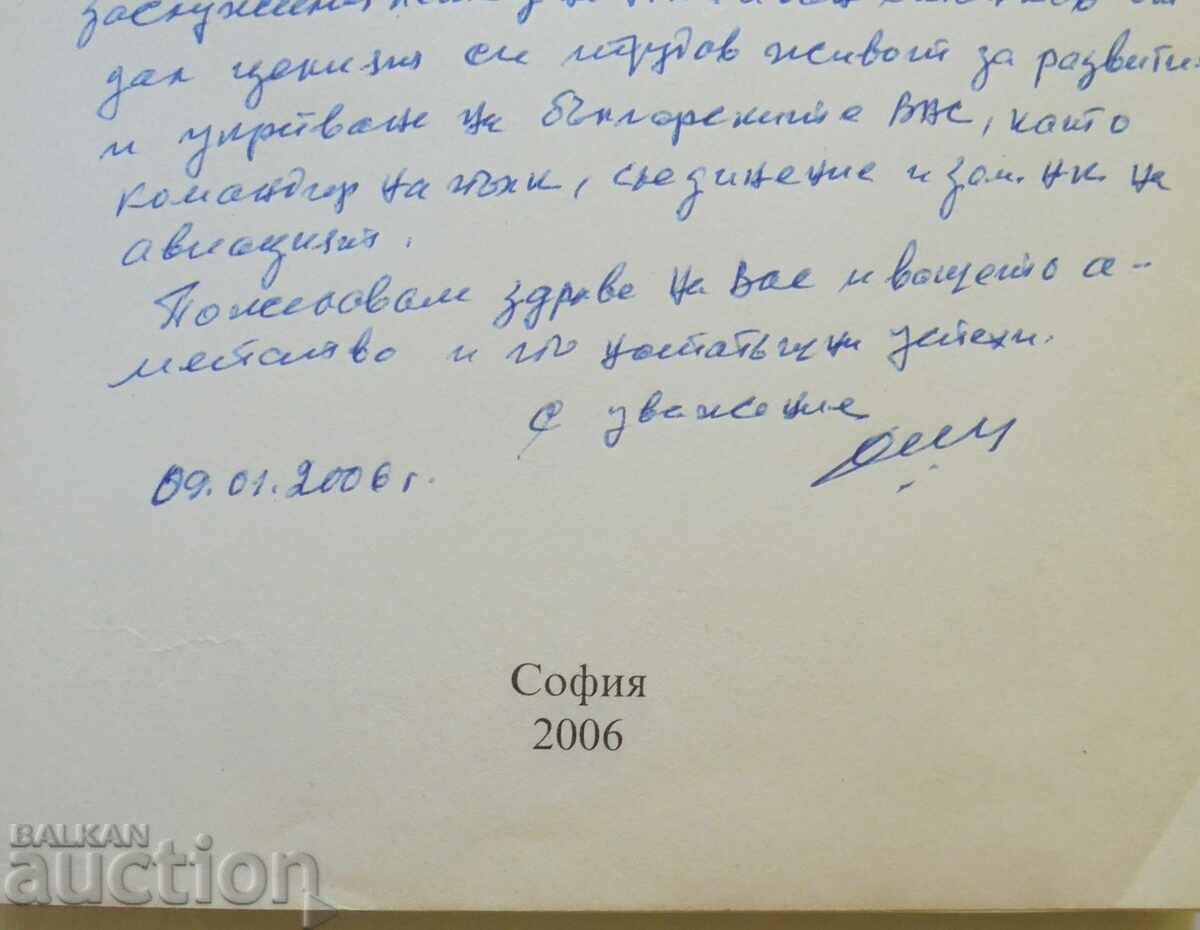 дал целия си трудов живот за развити-
и укрепване на българските ВВС, като
командир на полк, съединение и зам. нк. на
авиацията.
Пожелавам здраве на Вас и вашето се-
мейство и по нататъшни успехи.
С уважение
09.01.2006 г.
София
2006
BALKAN
auction